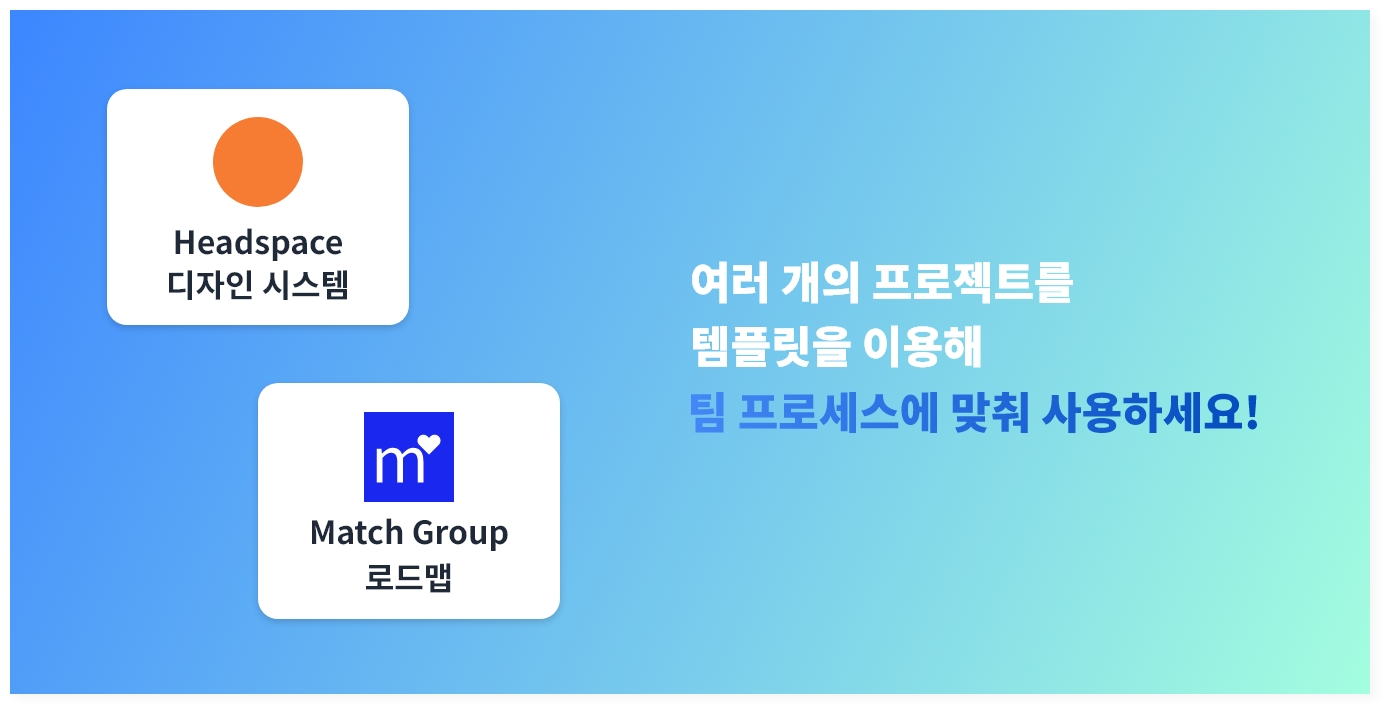 Headspace
디자인 시스템
m
Match Group
로드맵
여러 개의 프로젝트를
템플릿을 이용해
팀 프로세스에 맞춰 사용하세요!